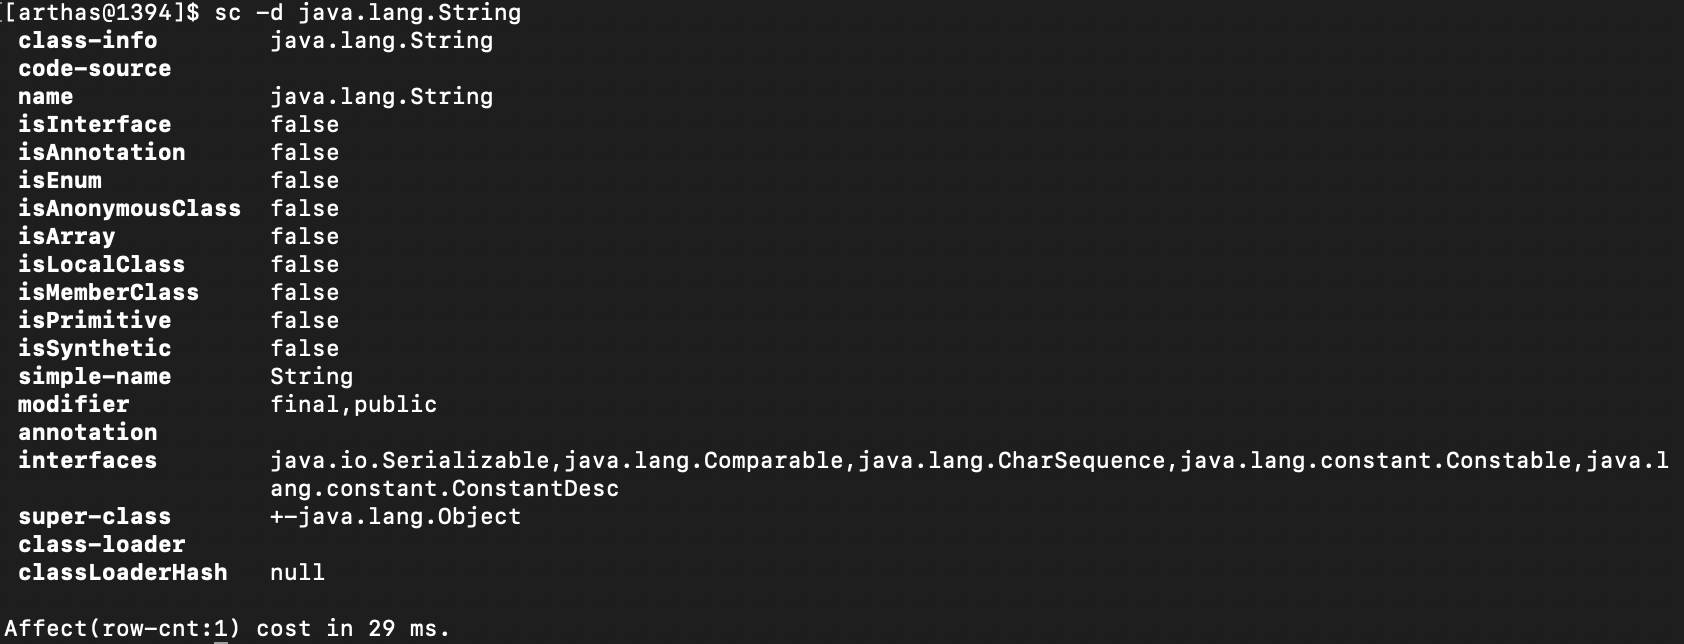 [[arthas@1394]$ sc -d java.lang.String
class-info java.lang.String
code-source
name java.lang.String
isInterface false
isAnnotation false
isEnum false
isAnonymousClass false
isArray false
isLocalClass false
isMemberClass false
isPrimitive false
isSynthetic false
simple-name String
modifier final,public
annotation
interfaces java.io.Serializable,java.lang.Comparable,java.lang.CharSequence,java.lang.constant.Constable,java.l
ang.constant.ConstantDesc
super-class +-java.lang.Object
class-loader
classLoaderHash null
Affect(row-cnt:1) cost in 29 ms.